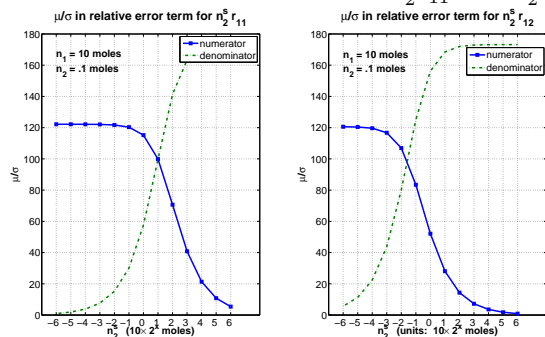 μ/σ in relative error term for n₂ˢ r₁₁
n₁ = 10 moles
n₂ = .1 moles
numerator
denominator
μ/σ
180
160
140
120
100
80
60
40
20
0
−6 −5 −4 −3 −2 −1 0 1 2 3 4 5 6
n₂ˢ (10× 2ˣ moles)
μ/σ in relative error term for n₂ˢ r₁₂
n₁ = 10 moles
n₂ = .1 moles
numerator
denominator
μ/σ
180
160
140
120
100
80
60
40
20
0
−6 −5 −4 −3 −2 −1 0 1 2 3 4 5 6
n₂ˢ (units: 10× 2ˣ moles)